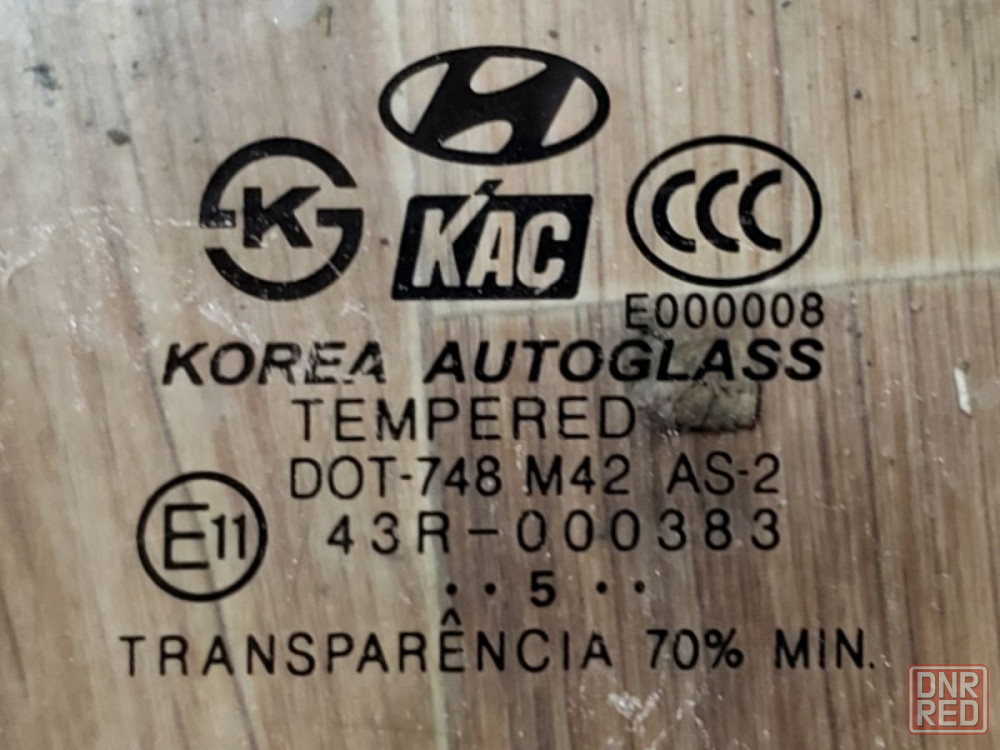 K
KAC
CCC
E000008
KOREA AUTOGLASS
TEMPERED
DOT-748 M42 AS-2
E11
43R-000383
. . 5 . .
TRANSPARÊNCIA 70% MIN.
DNR
RED